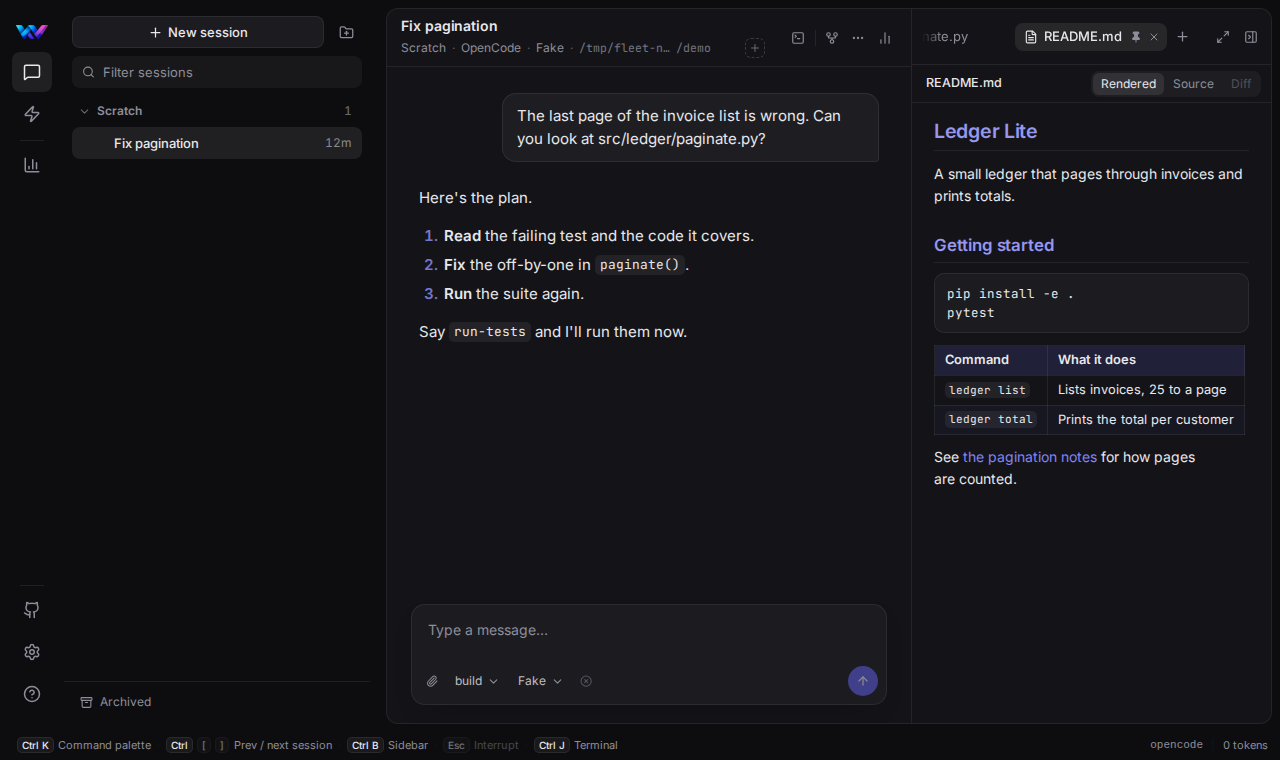 New session
Filter sessions
Scratch 1
Fix pagination 12m
Archived
Fix pagination
Scratch · OpenCode · Fake · /tmp/fleet-n… /demo
The last page of the invoice list is wrong. Can
you look at src/ledger/paginate.py?
Here's the plan.
1. Read the failing test and the code it covers.
2. Fix the off-by-one in paginate().
3. Run the suite again.
Say run-tests and I'll run them now.
Type a message...
build Fake
nate.py README.md
README.md Rendered Source Diff
Ledger Lite
A small ledger that pages through invoices and
prints totals.
Getting started
pip install -e .
pytest
Command What it does
ledger list Lists invoices, 25 to a page
ledger total Prints the total per customer
See the pagination notes for how pages
are counted.
Ctrl K Command palette Ctrl [ ] Prev / next session Ctrl B Sidebar Esc Interrupt Ctrl J Terminal opencode 0 tokens